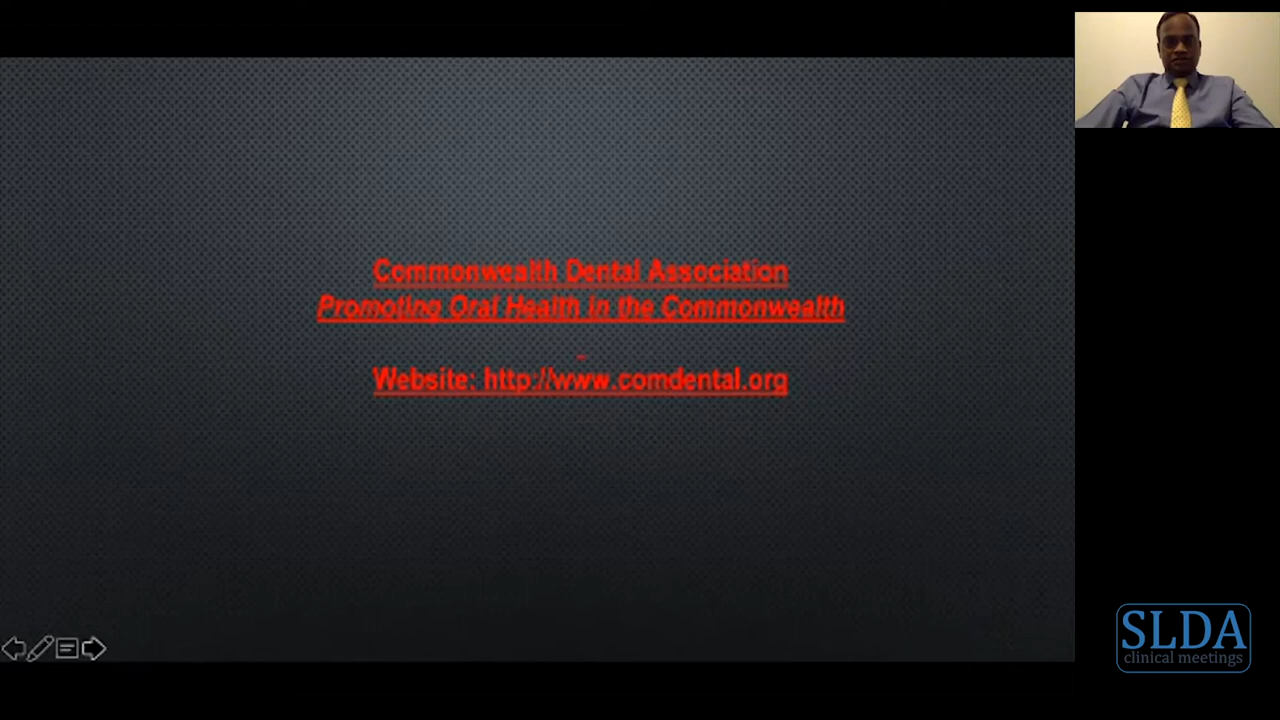 Commonwealth Dental Association
Promoting Oral Health in the Commonwealth
Website: http://www.comdental.org
SLDA
clinical meetings